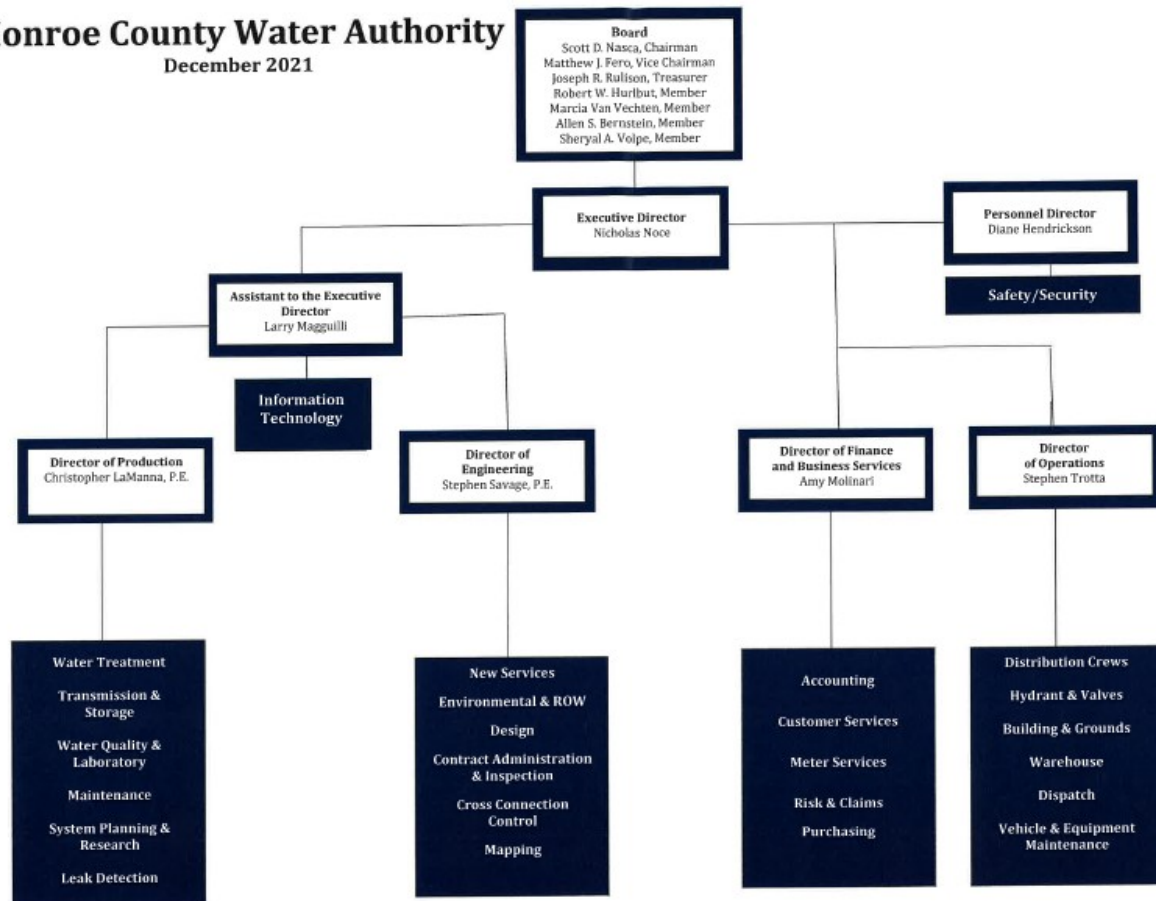 onroe County Water Authority
December 2021
Board
Scott D. Nasca, Chairman
Matthew J. Fero, Vice Chairman
Joseph R. Rulison, Treasurer
Robert W. Hurlbut, Member
Marcia Van Vechten, Member
Allen S. Bernstein, Member
Sheryal A. Volpe, Member
Executive Director
Nicholas Noce
Personnel Director
Diane Hendrickson
Safety/Security
Assistant to the Executive
Director
Larry Magguilli
Information
Technology
Director of Production
Christopher LaManna, P.E.
Director of
Engineering
Stephen Savage, P.E.
Director of Finance
and Business Services
Amy Molinari
Director
of Operations
Stephen Trotta
Water Treatment
Transmission &
Storage
Water Quality &
Laboratory
Maintenance
System Planning &
Research
Leak Detection
New Services
Environmental & ROW
Design
Contract Administration
& Inspection
Cross Connection
Control
Mapping
Accounting
Customer Services
Meter Services
Risk & Claims
Purchasing
Distribution Crews
Hydrant & Valves
Building & Grounds
Warehouse
Dispatch
Vehicle & Equipment
Maintenance